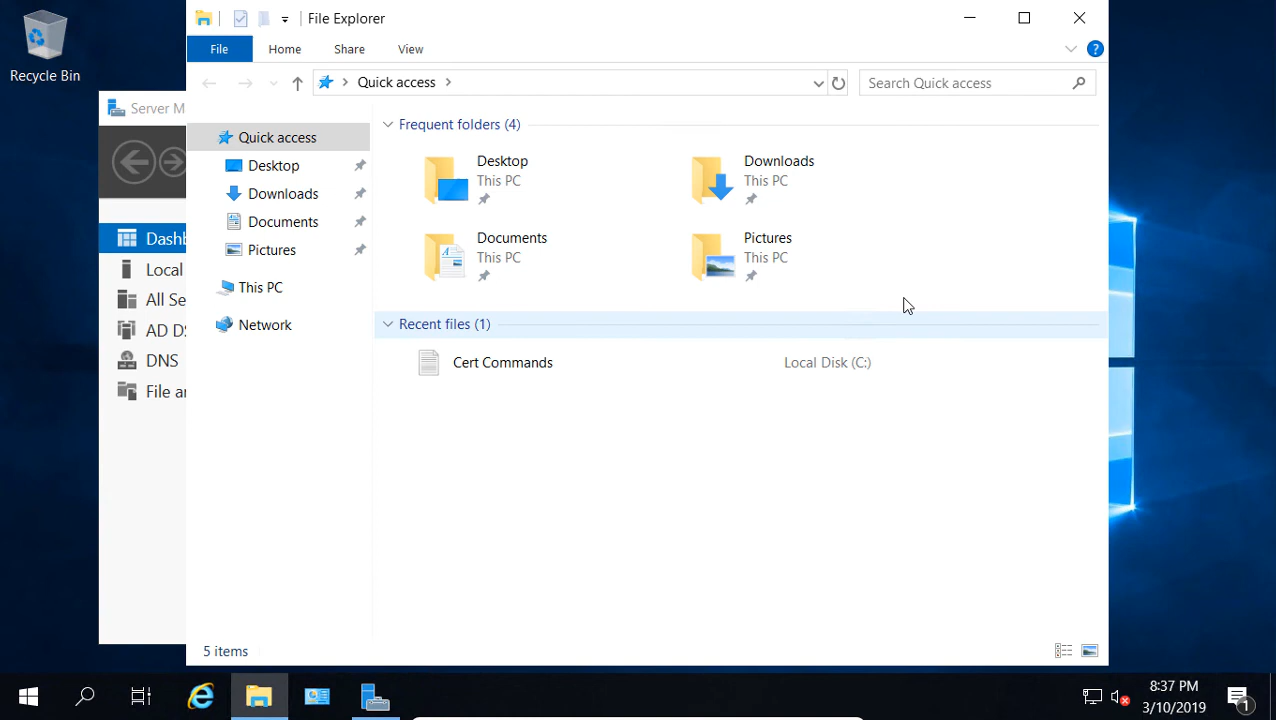 Recycle Bin
File Explorer
File Home Share View
Quick access
Search Quick access
Server M
Dashb
Local
All Se
AD DS
DNS
File an
Quick access
Desktop
Downloads
Documents
Pictures
This PC
Network
Frequent folders (4)
Desktop
This PC
Downloads
This PC
Documents
This PC
Pictures
This PC
Recent files (1)
Cert Commands Local Disk (C:)
5 items
8:37 PM
3/10/2019
1